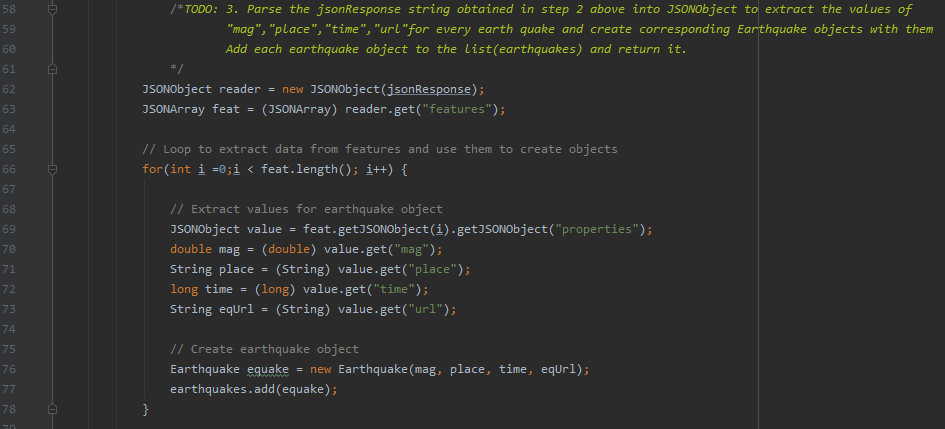 58 /*TODO: 3. Parse the jsonResponse string obtained in step 2 above into JSONObject to extract the values of
59 "mag","place","time","url"for every earth quake and create corresponding Earthquake objects with them
60 Add each earthquake object to the list(earthquakes) and return it.
61 */
62 JSONObject reader = new JSONObject(jsonResponse);
63 JSONArray feat = (JSONArray) reader.get("features");
64
65 // Loop to extract data from features and use them to create objects
66 for(int i =0;i < feat.length(); i++) {
67
68 // Extract values for earthquake object
69 JSONObject value = feat.getJSONObject(i).getJSONObject("properties");
70 double mag = (double) value.get("mag");
71 String place = (String) value.get("place");
72 long time = (long) value.get("time");
73 String eqUrl = (String) value.get("url");
74
75 // Create earthquake object
76 Earthquake equake = new Earthquake(mag, place, time, eqUrl);
77 earthquakes.add(equake);
78 }
79